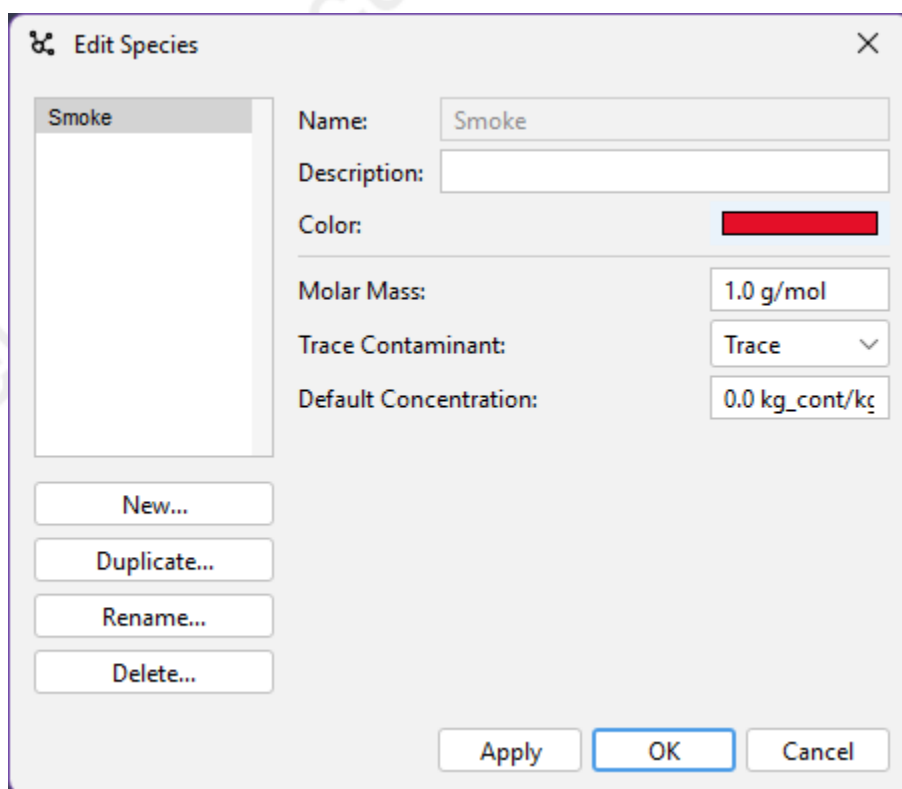 Edit Species
Smoke
Name: Smoke
Description:
Color:
Molar Mass: 1.0 g/mol
Trace Contaminant: Trace
Default Concentration: 0.0 kg_cont/kg
New...
Duplicate...
Rename...
Delete...
Apply OK Cancel